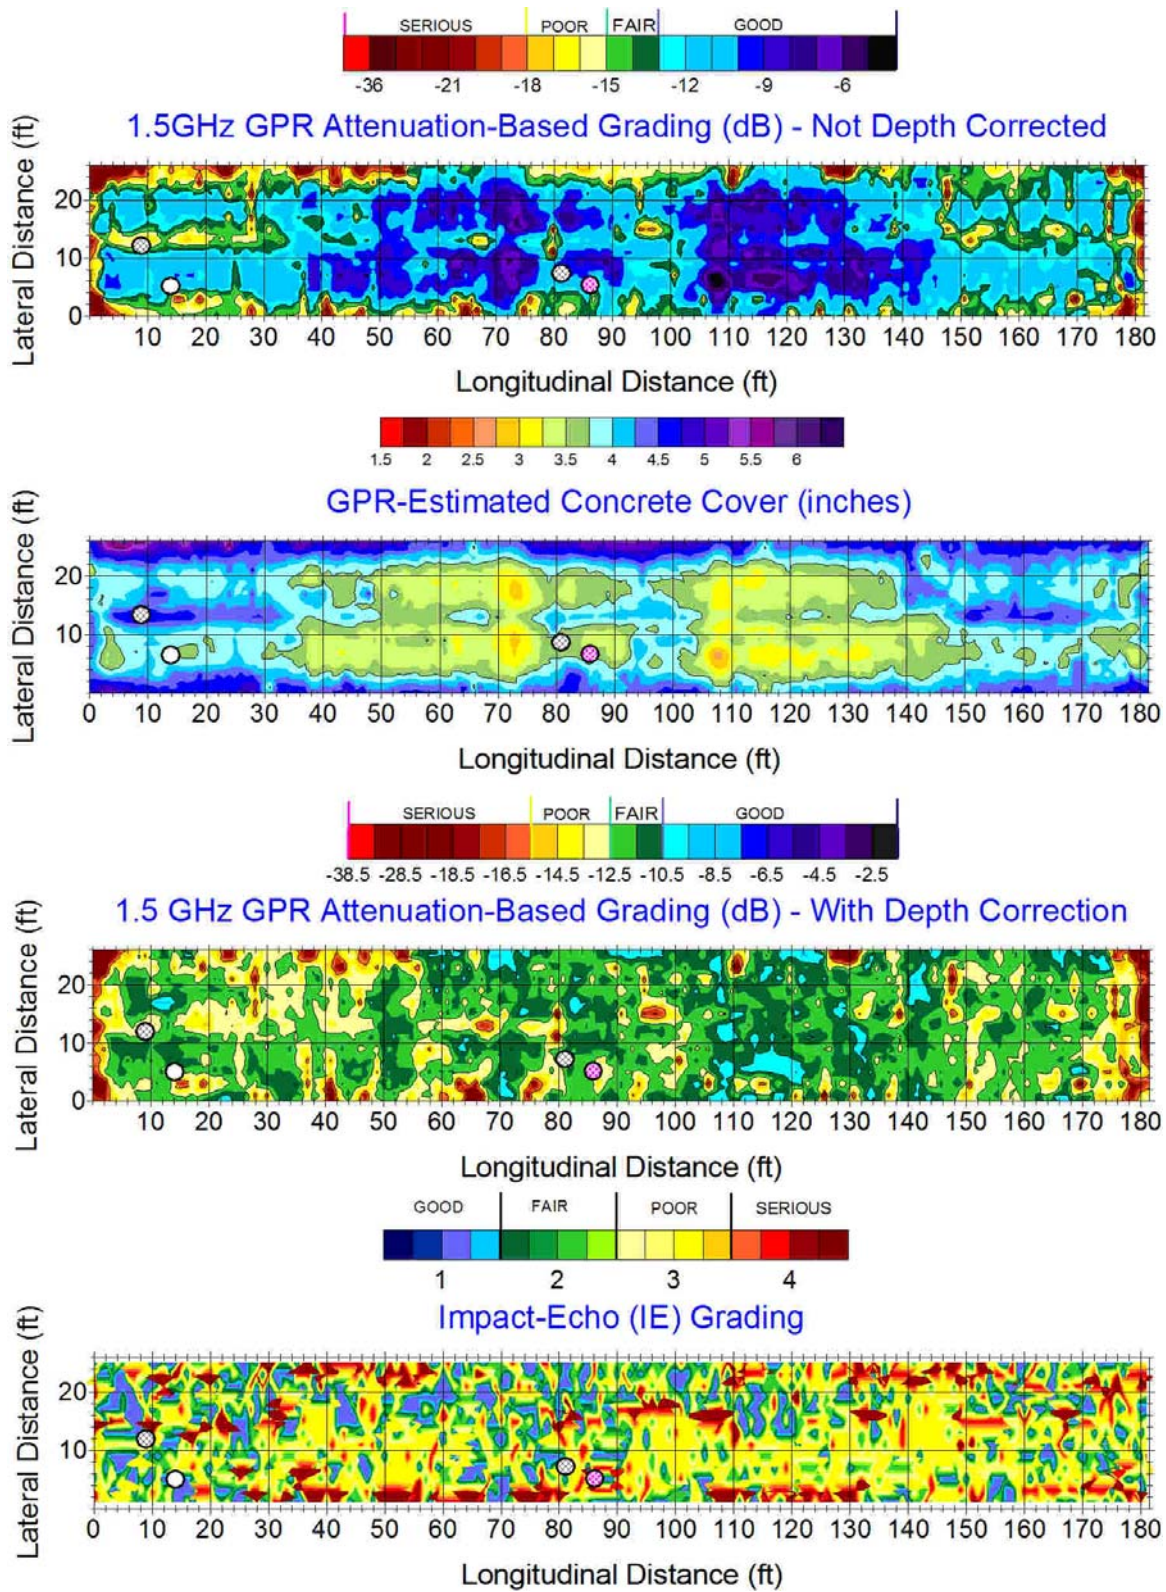 SERIOUS POOR FAIR GOOD
-36 -21 -18 -15 -12 -9 -6
1.5GHz GPR Attenuation-Based Grading (dB) - Not Depth Corrected
Lateral Distance (ft)
20
10
0
0 10 20 30 40 50 60 70 80 90 100 110 120 130 140 150 160 170 180
Longitudinal Distance (ft)
1.5 2 2.5 3 3.5 4 4.5 5 5.5 6
GPR-Estimated Concrete Cover (inches)
Lateral Distance (ft)
20
10
0
0 10 20 30 40 50 60 70 80 90 100 110 120 130 140 150 160 170 180
Longitudinal Distance (ft)
SERIOUS POOR FAIR GOOD
-38.5 -28.5 -18.5 -16.5 -14.5 -12.5 -10.5 -8.5 -6.5 -4.5 -2.5
1.5 GHz GPR Attenuation-Based Grading (dB) - With Depth Correction
Lateral Distance (ft)
20
10
0
10 20 30 40 50 60 70 80 90 100 110 120 130 140 150 160 170 180
Longitudinal Distance (ft)
GOOD FAIR POOR SERIOUS
1 2 3 4
Impact-Echo (IE) Grading
Lateral Distance (ft)
20
10
0 10 20 30 40 50 60 70 80 90 100 110 120 130 140 150 160 170 180
Longitudinal Distance (ft)